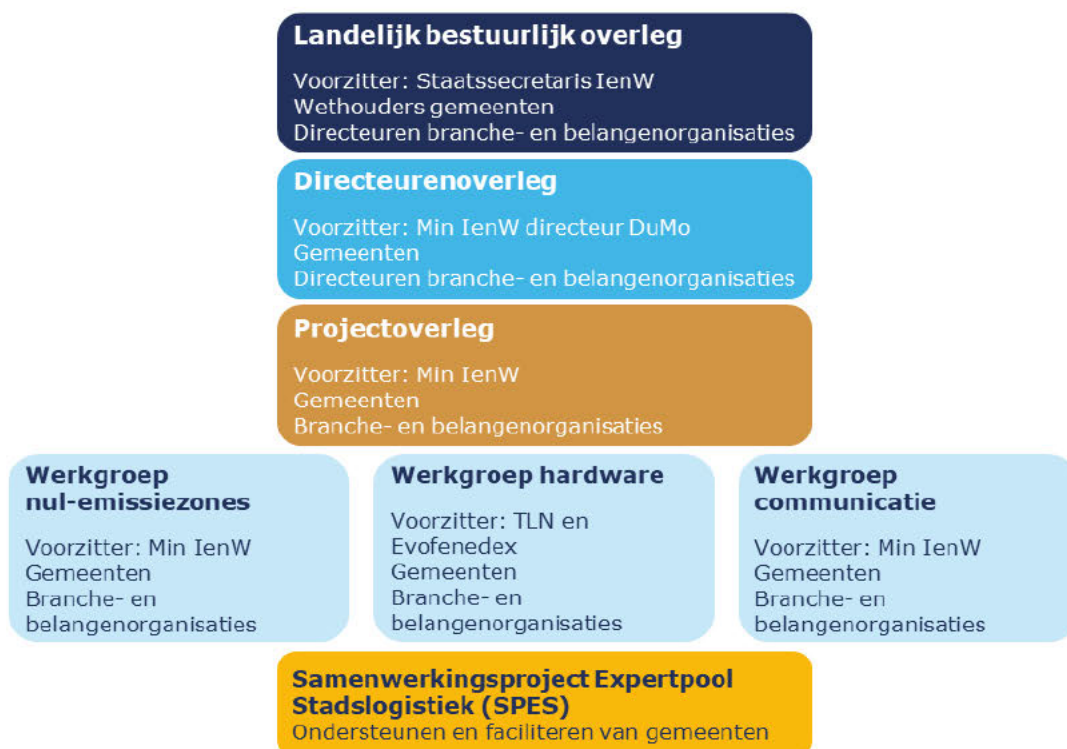 Landelijk bestuurlijk overleg
Voorzitter: Staatssecretaris IenW
Wethouders gemeenten
Directeuren branche- en belangenorganisaties
Directeurenoverleg
Voorzitter: Min IenW directeur DuMo
Gemeenten
Directeuren branche- en belangenorganisaties
Projectoverleg
Voorzitter: Min IenW
Gemeenten
Branche- en belangenorganisaties
Werkgroep
nul-emissiezones
Voorzitter: Min IenW
Gemeenten
Branche- en
belangenorganisaties
Werkgroep hardware
Voorzitter: TLN en
Evofenedex
Gemeenten
Branche- en
belangenorganisaties
Werkgroep
communicatie
Voorzitter: Min IenW
Gemeenten
Branche- en
belangenorganisaties
Samenwerkingsproject Expertpool
Stadslogistiek (SPES)
Ondersteunen en faciliteren van gemeenten